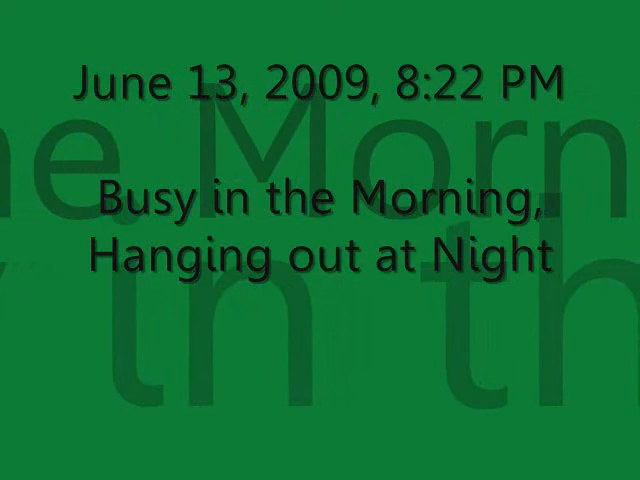 June 13, 2009, 8:22 PM
Busy in the Morning,
Hanging out at Night